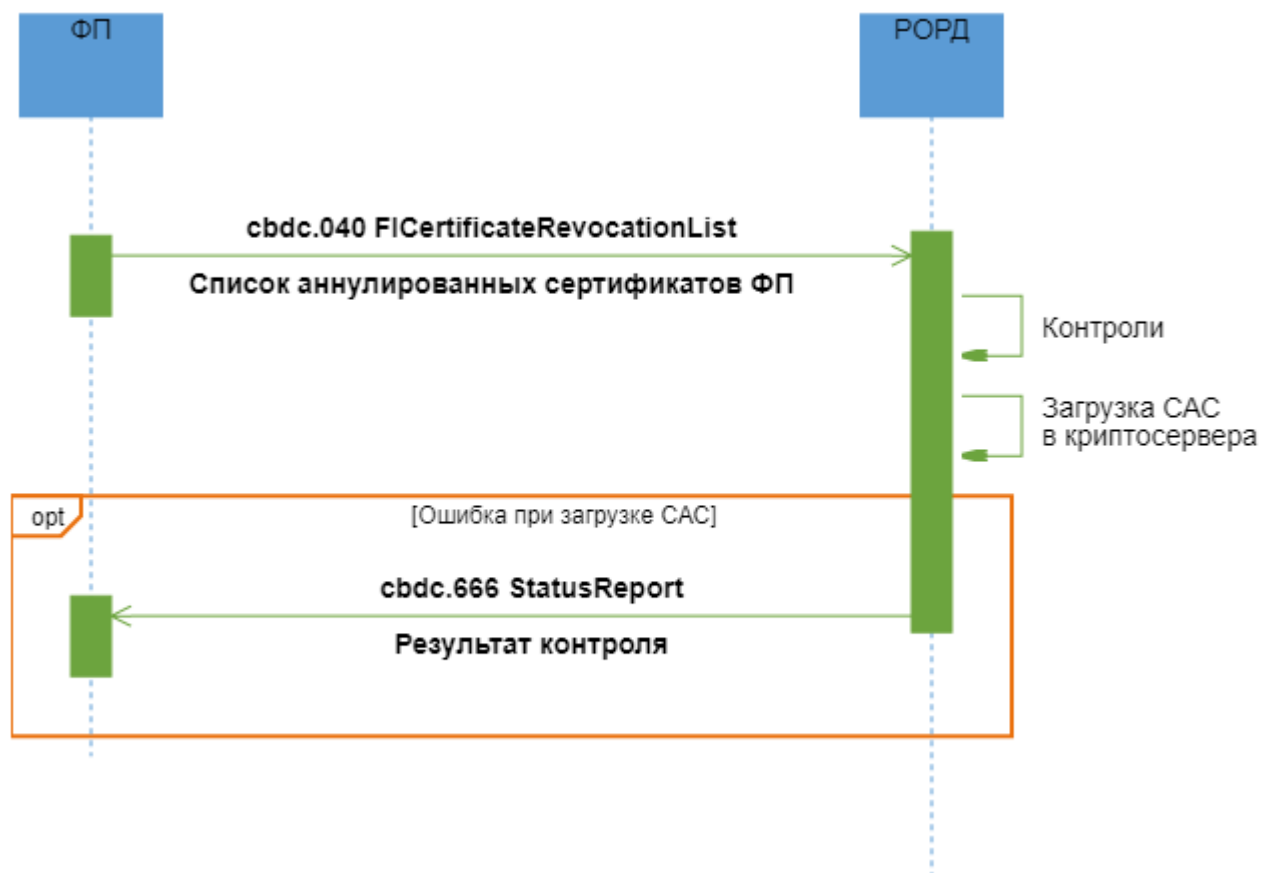 ФП
РОРД
cbdc.040 FICertificateRevocationList
Список аннулированных сертификатов ФП
Контроли
Загрузка САС
в криптосервера
opt
[Ошибка при загрузке САС]
cbdc.666 StatusReport
Результат контроля